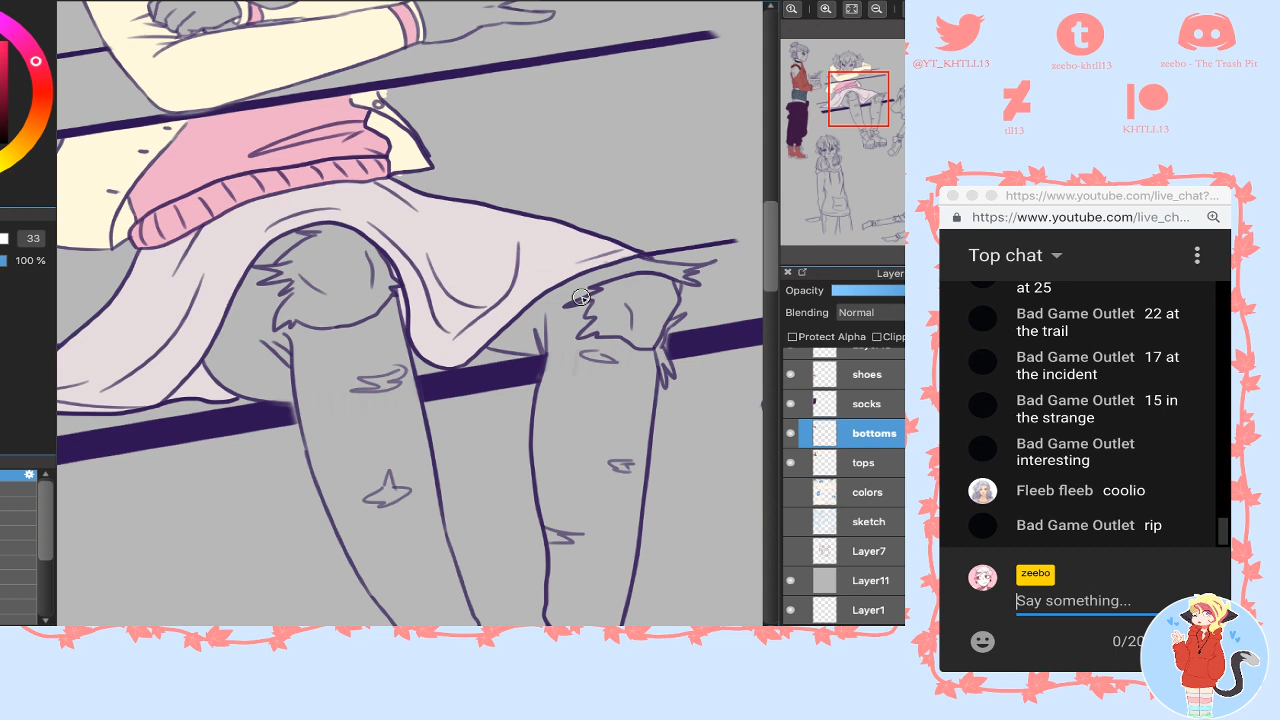 33
100 %
Layer
Opacity
Blending Normal
Protect Alpha Clipp
shoes
socks
bottoms
tops
colors
sketch
Layer7
Layer11
Layer1
@YT_KHTLL13
zeebo-khtll13
zeebo - The Trash Pit
tll13
KHTLL13
https://www.youtube.com/live_chat?...
https://www.youtube.com/live_ch...
Top chat
at 25
Bad Game Outlet 22 at
the trail
Bad Game Outlet 17 at
the incident
Bad Game Outlet 15 in
the strange
Bad Game Outlet
interesting
Fleeb fleeb coolio
Bad Game Outlet rip
zeebo
Say something...
0/20